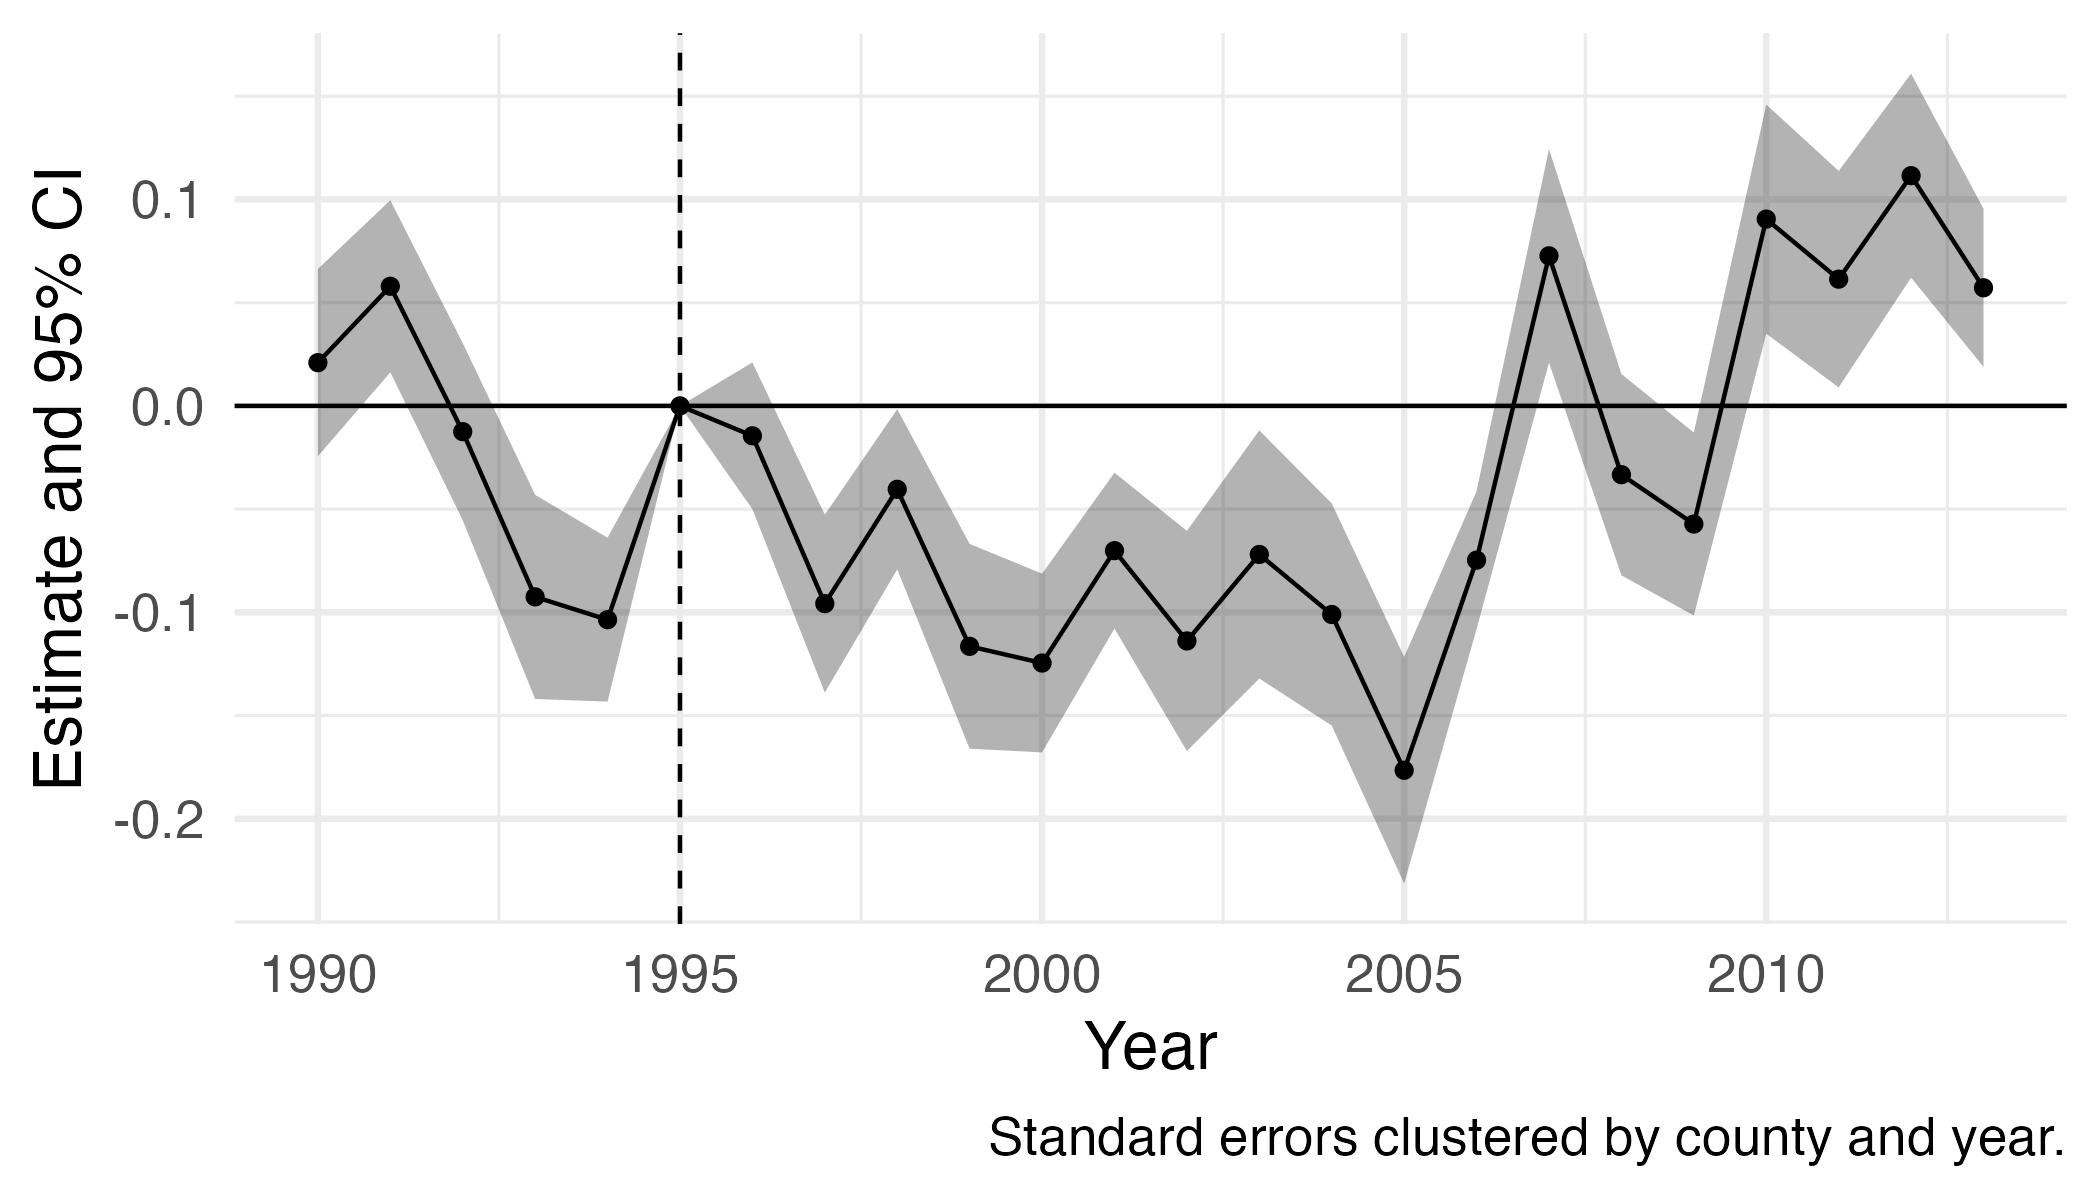 Estimate and 95% CI
0.1
0.0
-0.1
-0.2
1990 1995 2000 2005 2010
Year
Standard errors clustered by county and year.